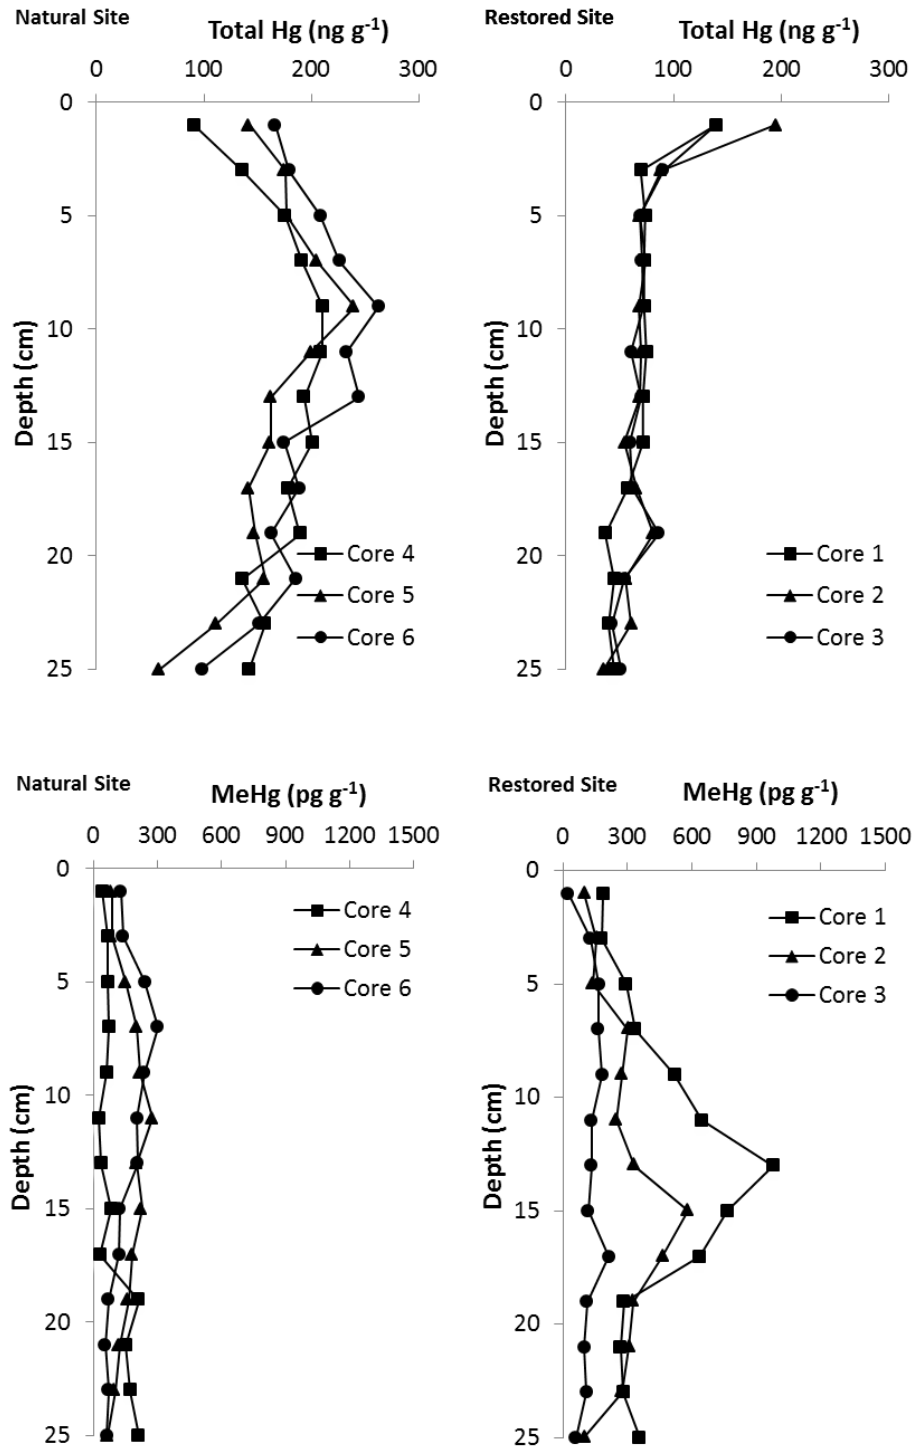 Natural Site
Total Hg (ng g⁻¹)
0 100 200 300
0
5
10
15
20
25
Depth (cm)
Core 4
Core 5
Core 6
Restored Site
Total Hg (ng g⁻¹)
0 100 200 300
0
5
10
15
20
25
Depth (cm)
Core 1
Core 2
Core 3
Natural Site
MeHg (pg g⁻¹)
0 300 600 900 1200 1500
0
5
10
15
20
25
Depth (cm)
Core 4
Core 5
Core 6
Restored Site
MeHg (pg g⁻¹)
0 300 600 900 1200 1500
0
5
10
15
20
25
Depth (cm)
Core 1
Core 2
Core 3